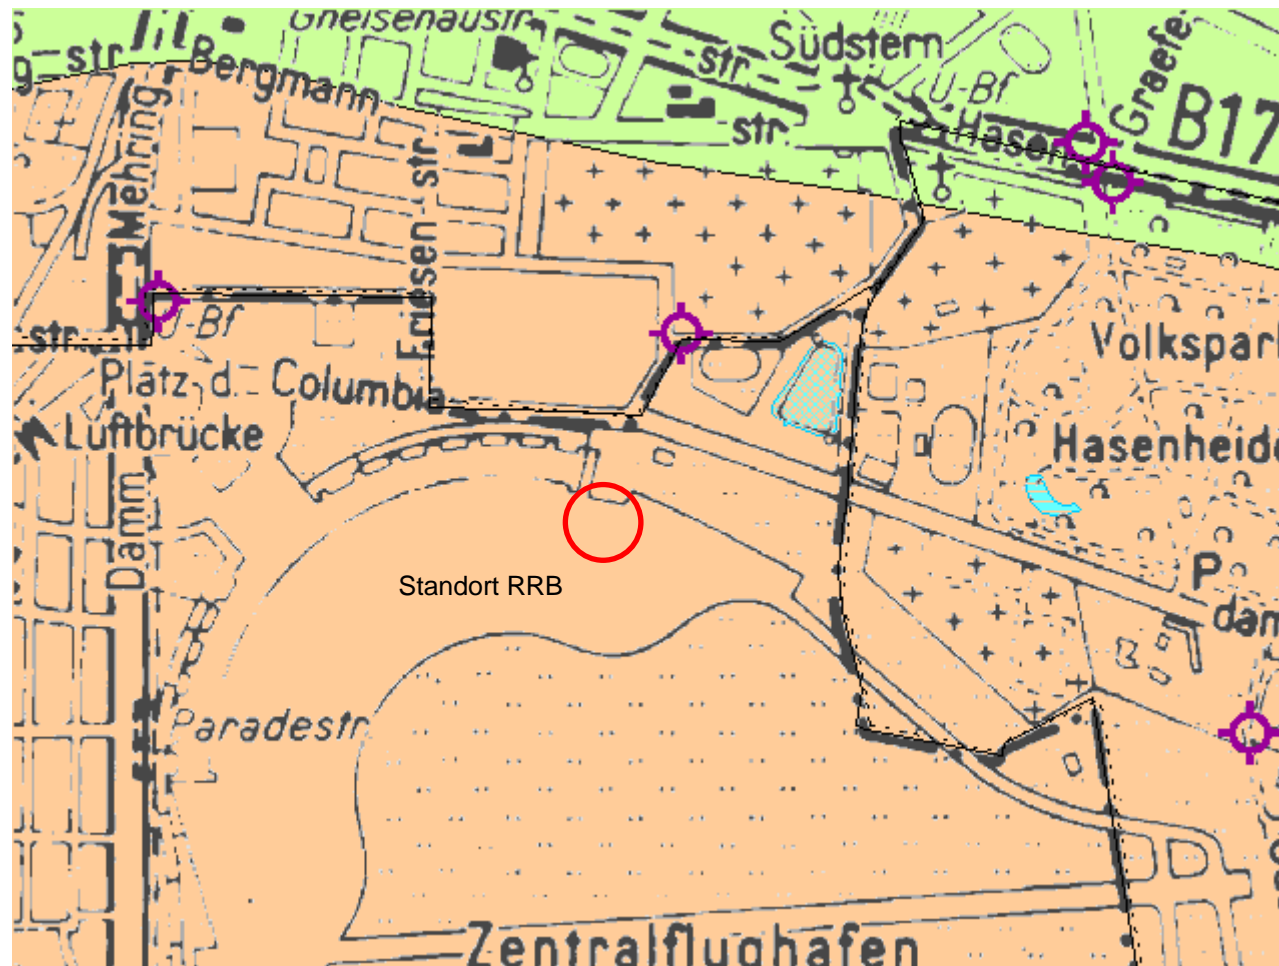 Gneisenaustr.
Südstern
Graefe
g-str.
Bergmann
str.
U-Bf
B17
str.
Hasen
Mehring
Friesen-str.
Volkspark
U-Bf
str.
Platz d. Columbia
Luftbrücke
Hasenheide
Damm
P
Standort RRB
dam
Paradestr.
Zentralflughafen